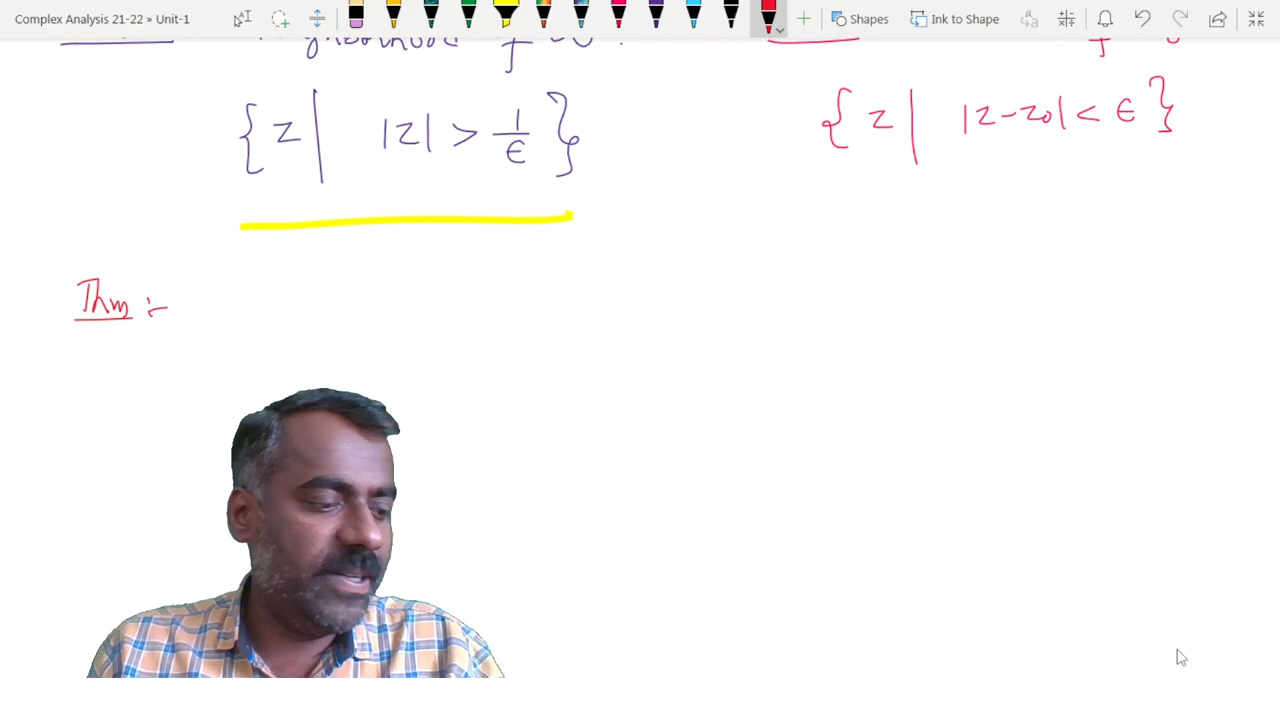 Complex Analysis 21-22 » Unit-1
Shapes
Ink to Shape
{ z | |z| > 1/ε }
{ z | |z-z0| < ε }
Thm :-